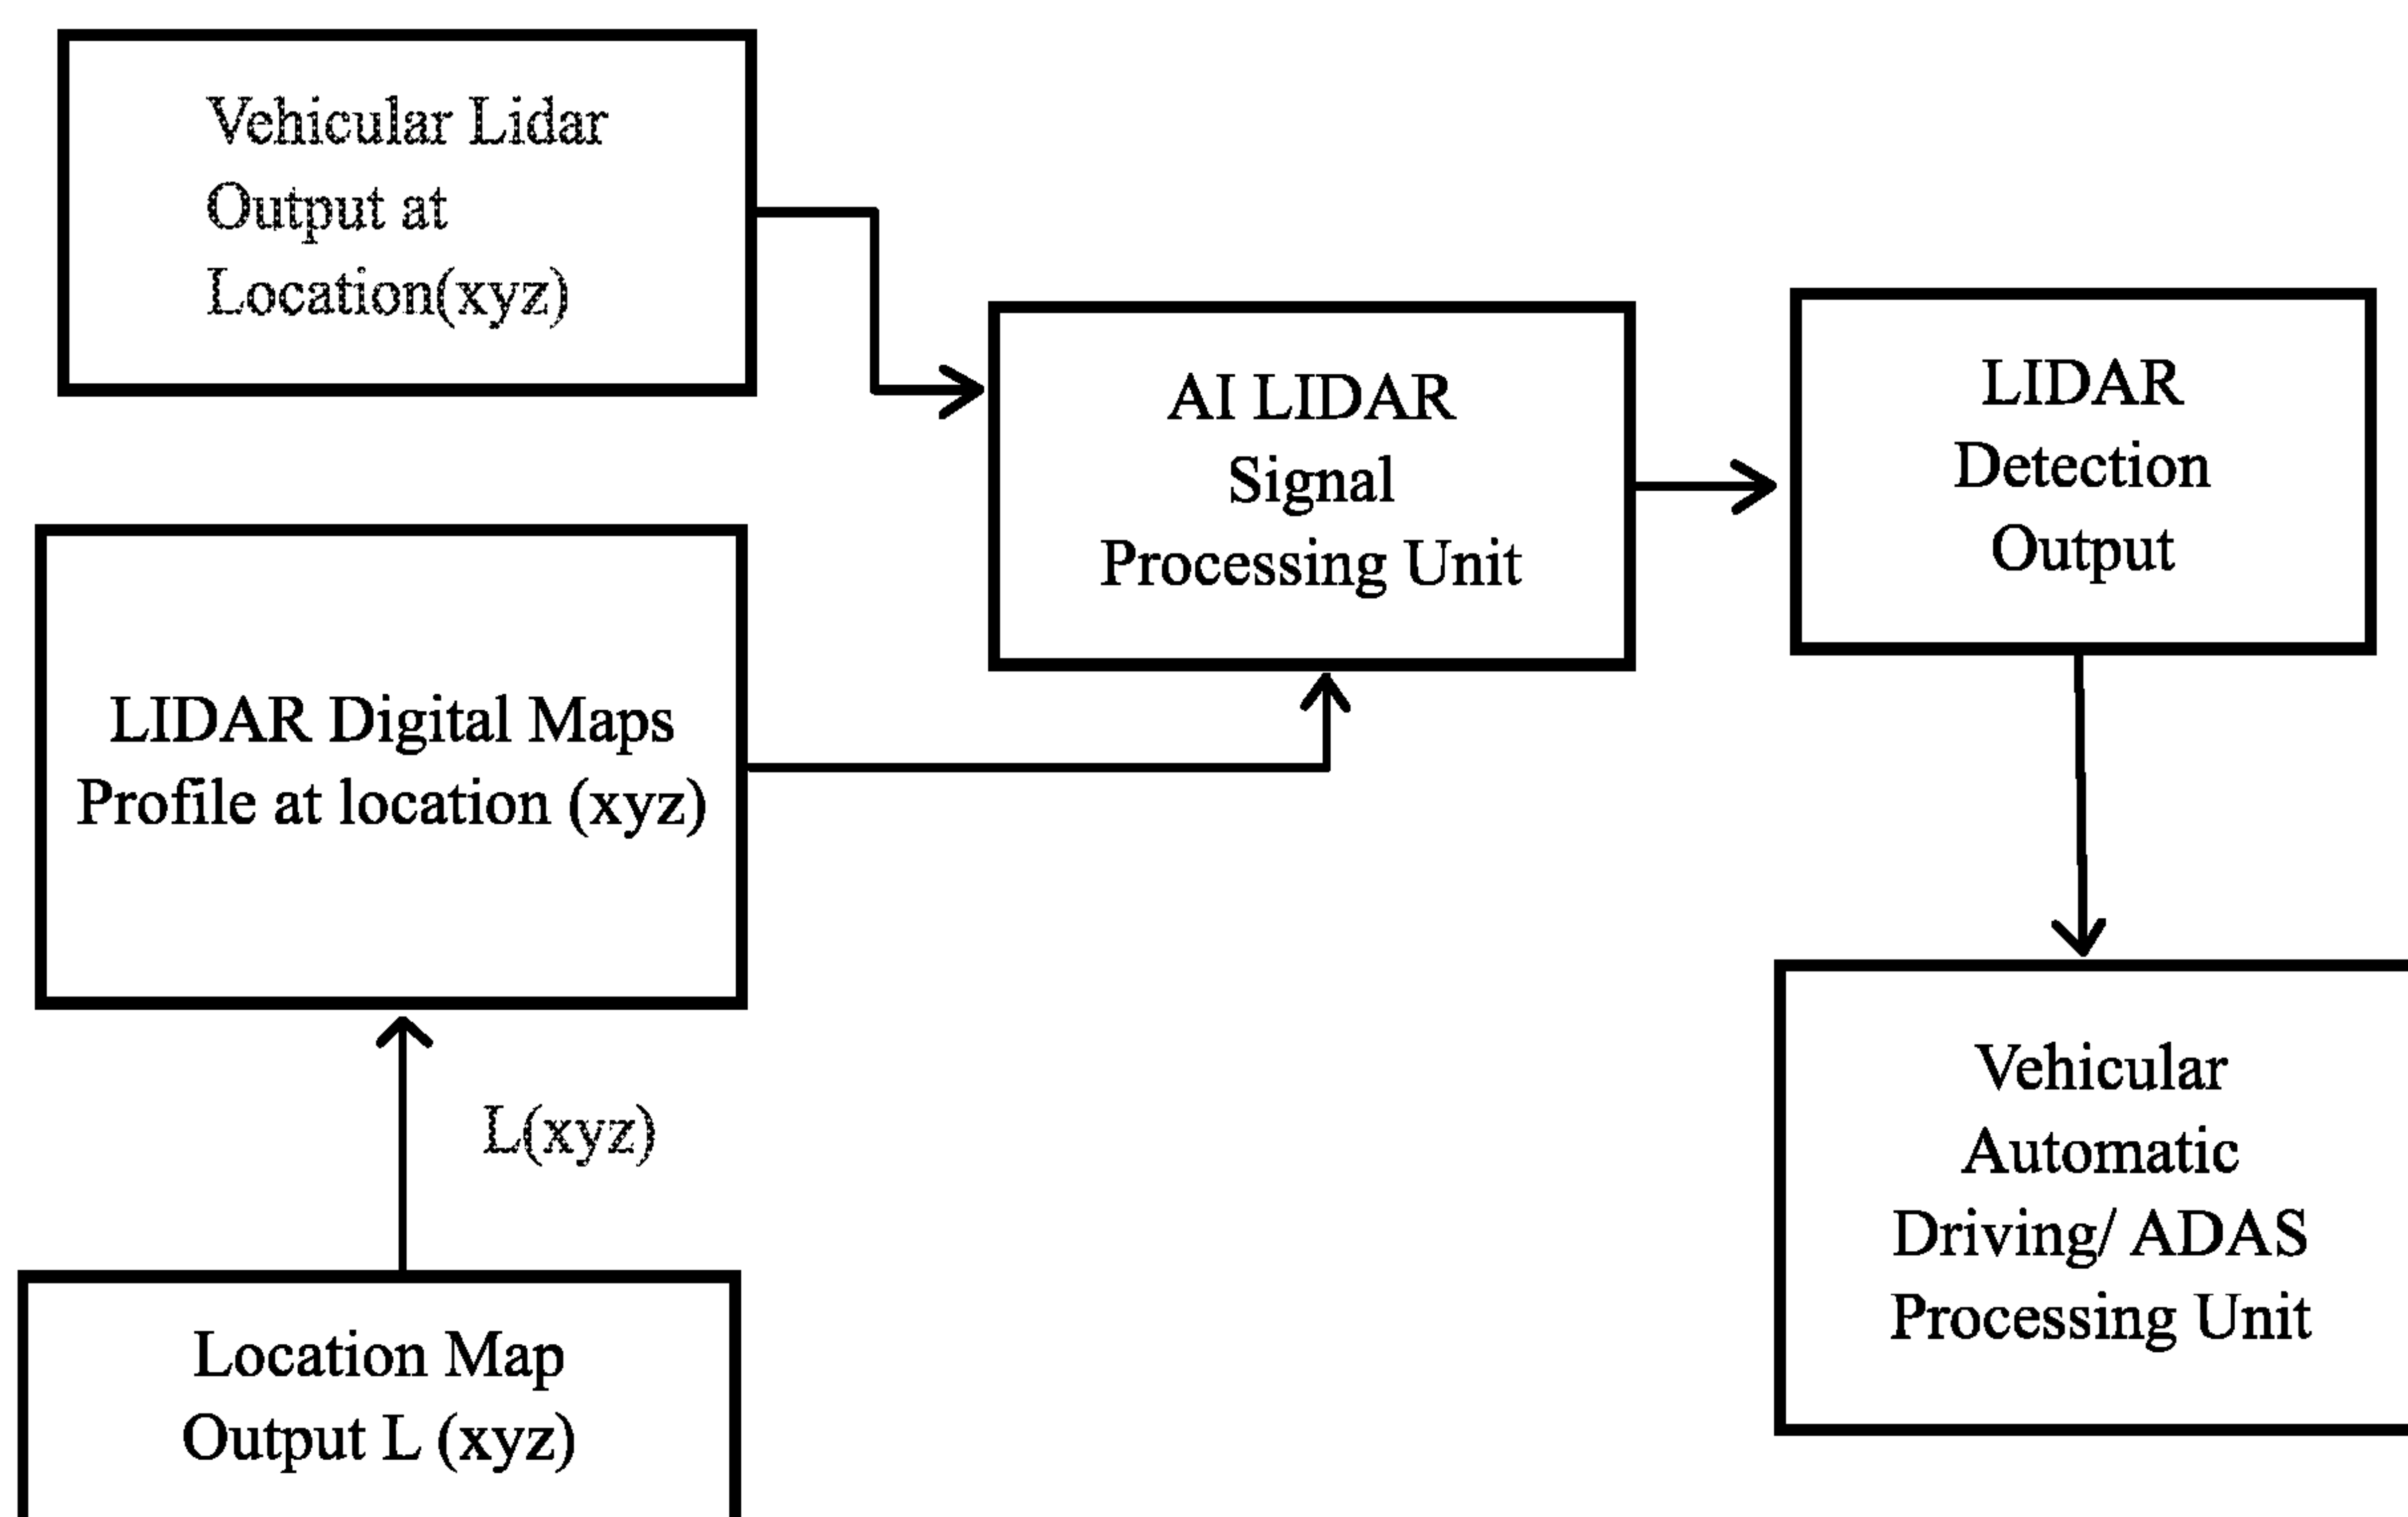 Vehicular Lidar
Output at
Location(xyz)
AI LIDAR
Signal
Processing Unit
LIDAR
Detection
Output
LIDAR Digital Maps
Profile at location (xyz)
L(xyz)
Location Map
Output L (xyz)
Vehicular
Automatic
Driving/ ADAS
Processing Unit